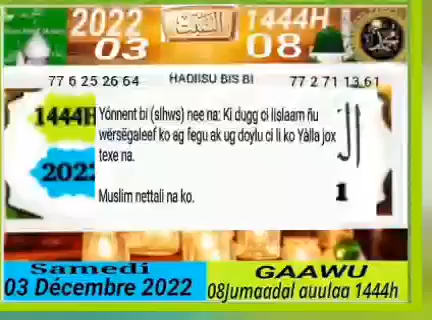 2022
1444H
السبت
03
08
77 6 25 26 64
HADIISU BIS BI
77 2 71 13 61
1444H
Yónnent bi (slhws) nee na: Ki dugg ci lislaam ñu
wërsëgaleef ko ag fegu ak ug doylu ci li ko Yàlla jox
texe na.
2022
Muslim nettali na ko.
1
Samedi
GAAWU
03 Décembre 2022
08Jumaadal auulaa 1444h